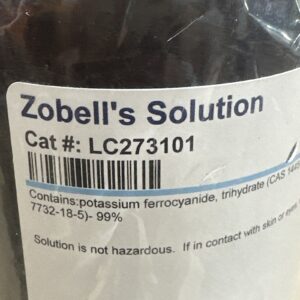 Zobell's Solution
Cat #: LC273101
Contains:potassium ferrocyanide, trihydrate (CAS
7732-18-5)- 99%
Solution is not hazardous. If in contact with skin or eyes,